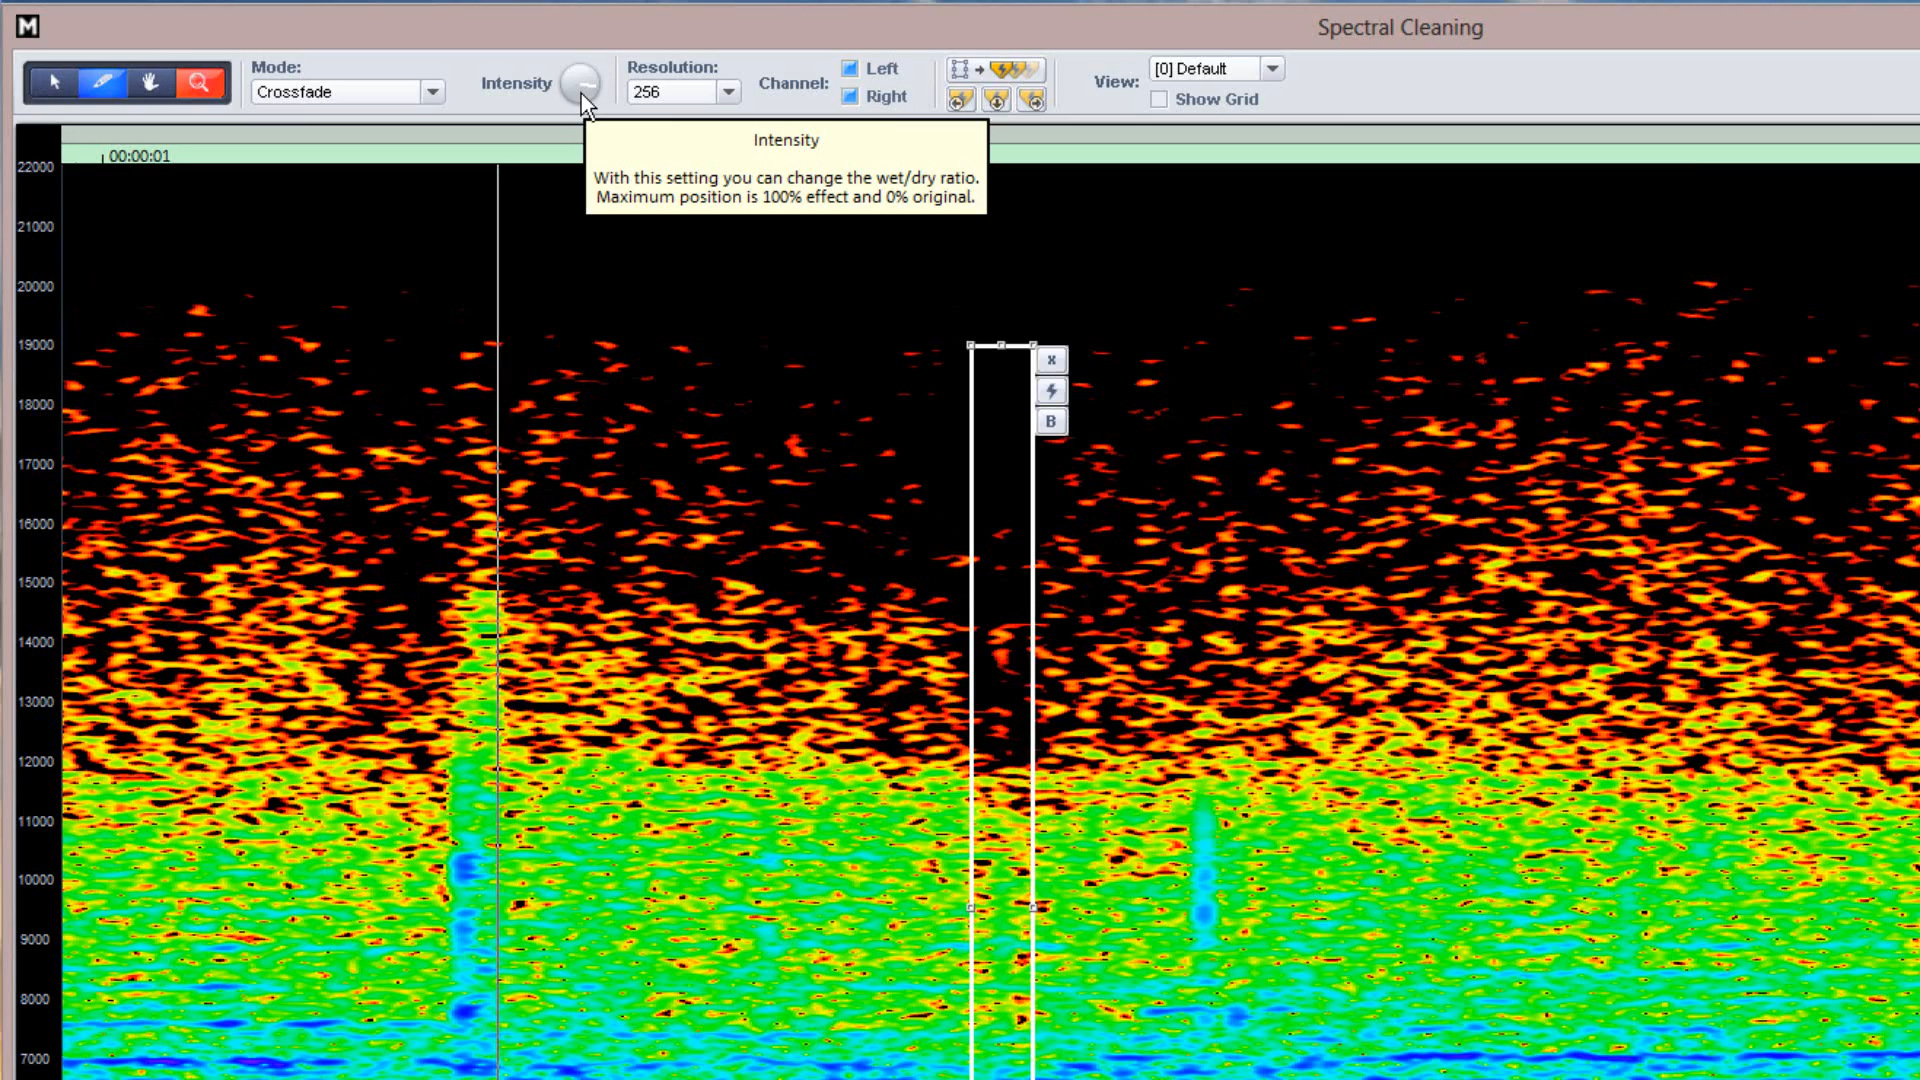 M
Spectral Cleaning
Mode:
Crossfade
Intensity
Resolution:
256
Channel:
Left
Right
View:
[0] Default
Show Grid
Intensity
With this setting you can change the wet/dry ratio.
Maximum position is 100% effect and 0% original.
00:00:01
22000
21000
20000
19000
x
B
18000
17000
16000
15000
14000
13000
12000
11000
10000
9000
8000
7000